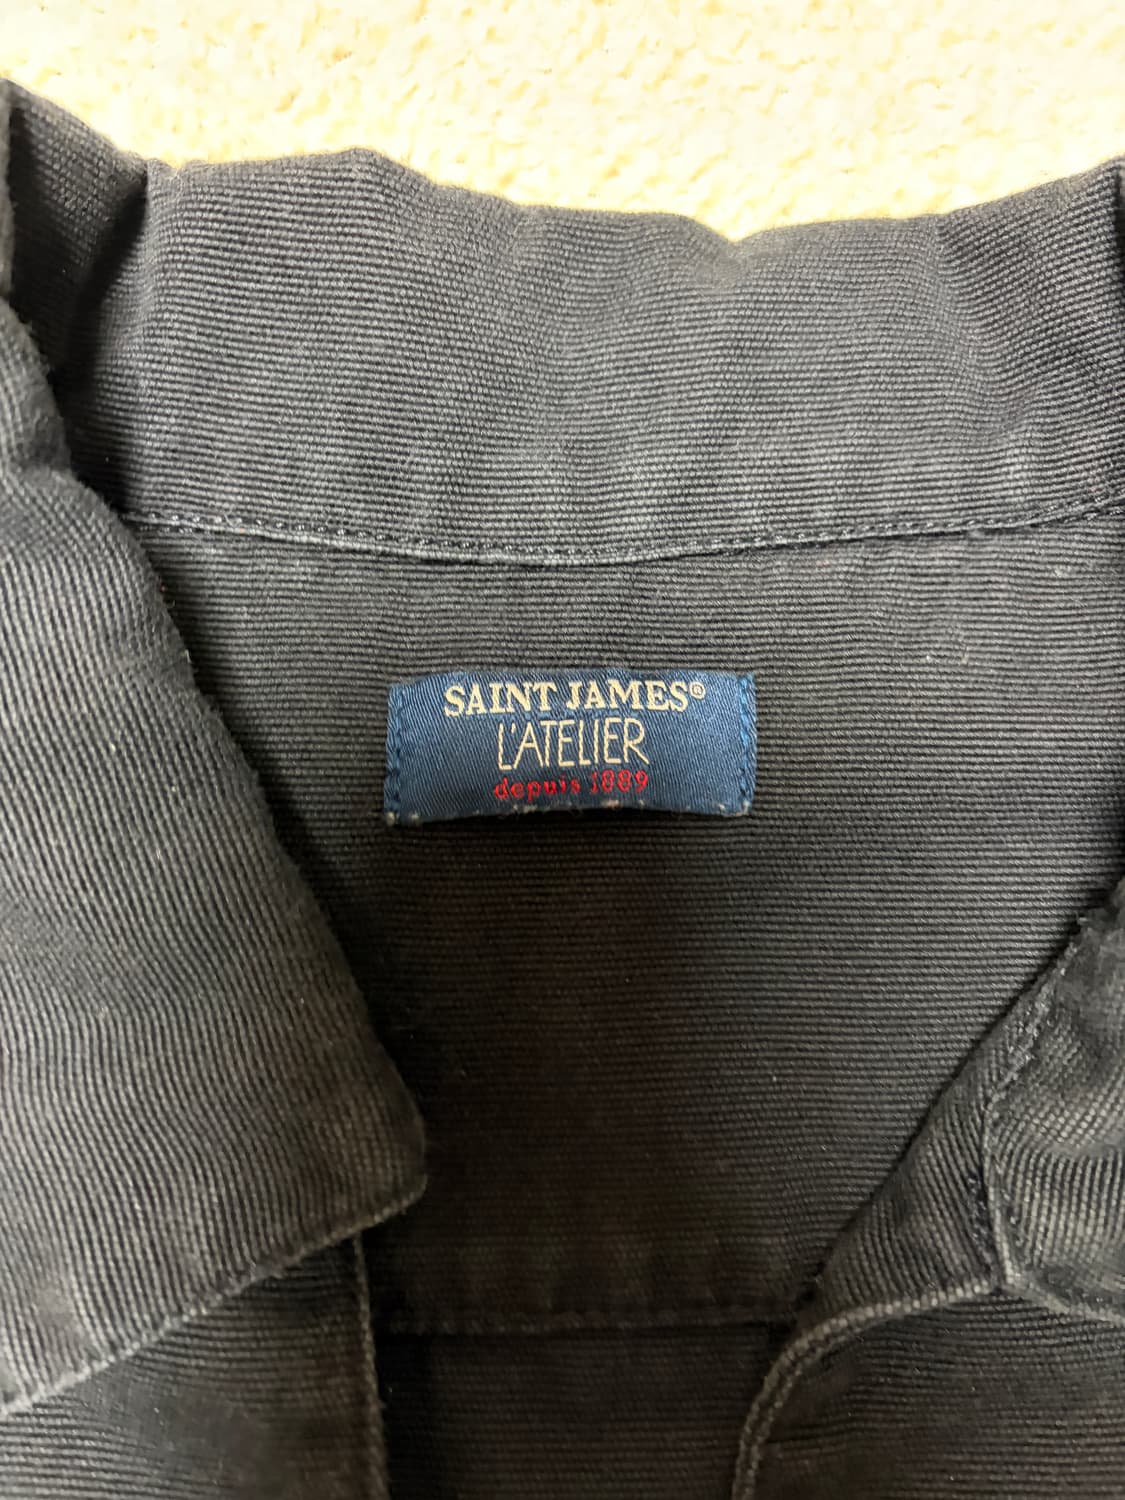 SAINT JAMES®
L'ATELIER
depuis 1889